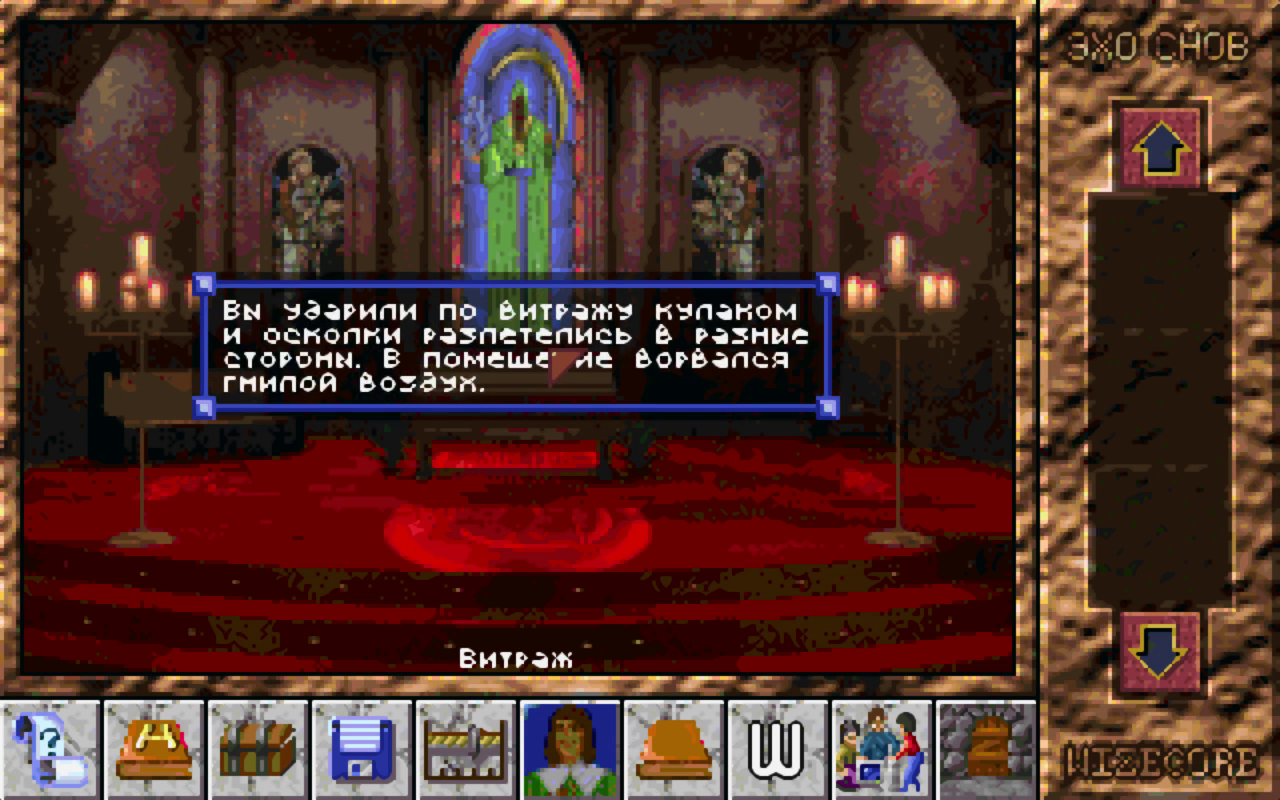 ЭХО СНОВ
Вы ударили по витражу кулаком
и осколки разлетелись в разные
стороны. В помещение ворвался
гнилой воздух.
Витраж
?
W
WIZECORE